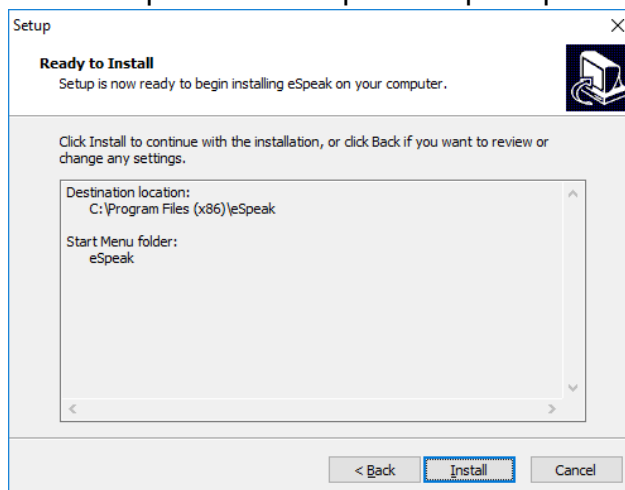 Setup
Ready to Install
Setup is now ready to begin installing eSpeak on your computer.
Click Install to continue with the installation, or click Back if you want to review or
change any settings.
Destination location:
C:\Program Files (x86)\eSpeak
Start Menu folder:
eSpeak
< Back
Install
Cancel